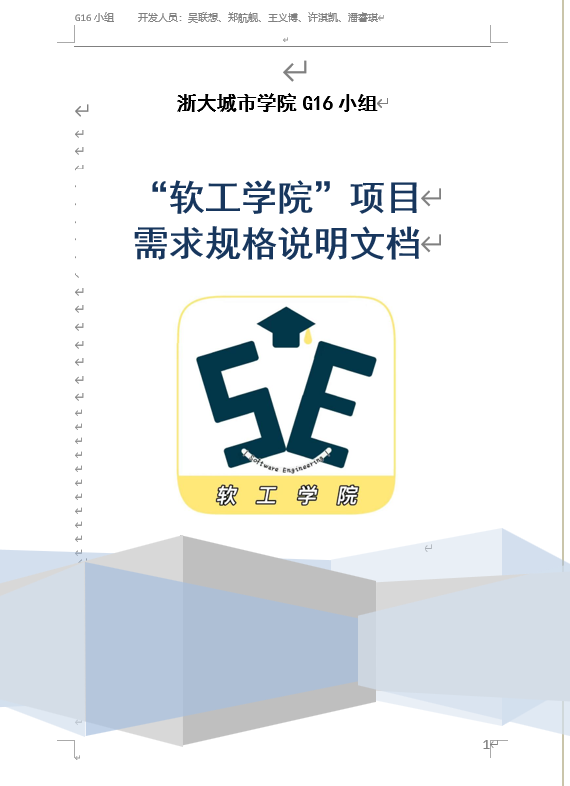 G16 小组 开发人员：吴联想、郑航舰、王义博、许淇凯、潘睿琪
浙大城市学院 G16 小组
“软工学院”项目
需求规格说明文档
SE
Software Engineering
软工学院
1